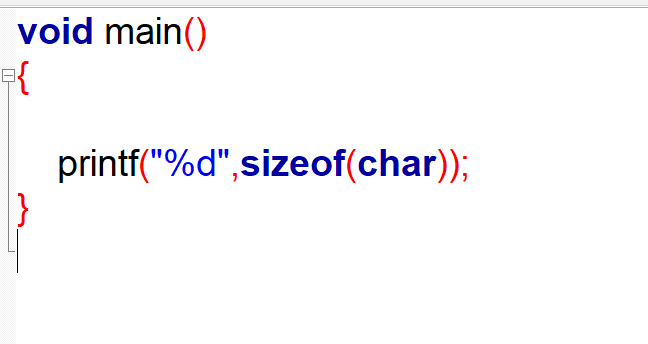 void main()
{
printf("%d",sizeof(char));
}